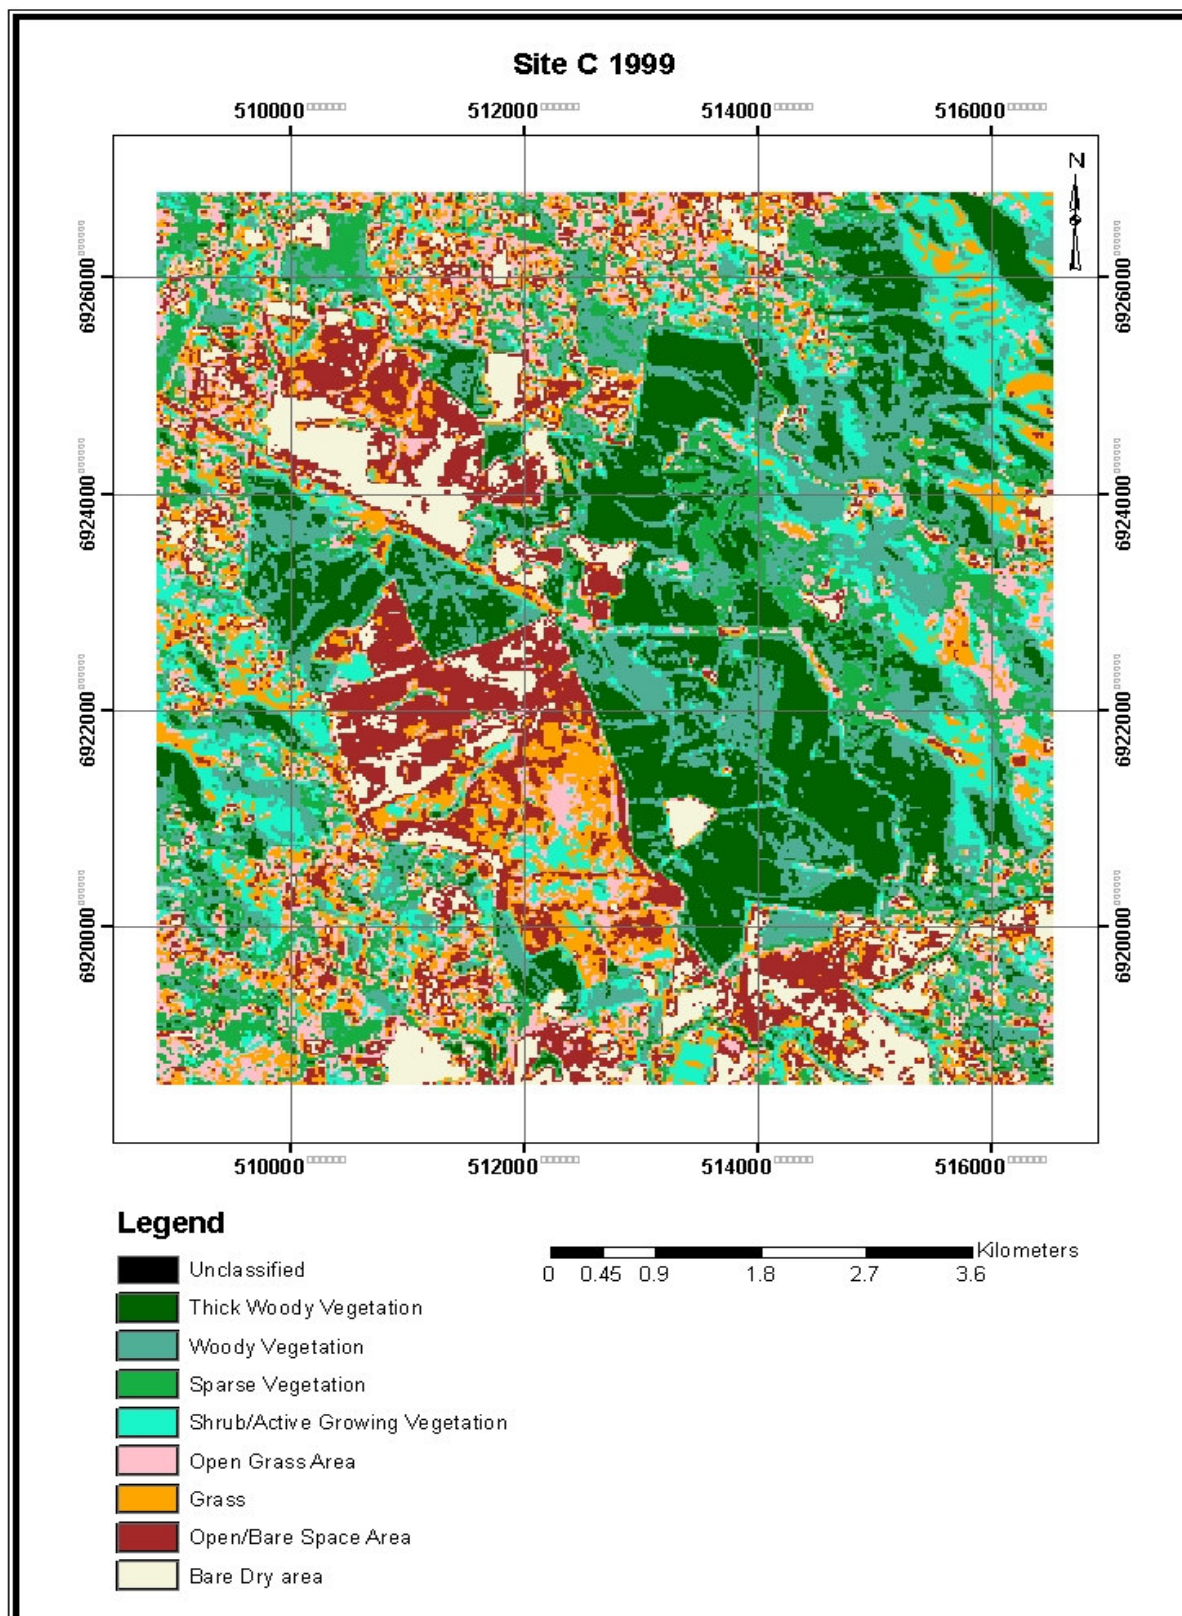 Site C 1999
510000 512000 514000 516000
N
6926000 6926000
6924000 6924000
6922000 6922000
6920000 6920000
510000 512000 514000 516000
Legend
Unclassified
Thick Woody Vegetation
Woody Vegetation
Sparse Vegetation
Shrub/Active Growing Vegetation
Open Grass Area
Grass
Open/Bare Space Area
Bare Dry area
Kilometers
0 0.45 0.9 1.8 2.7 3.6